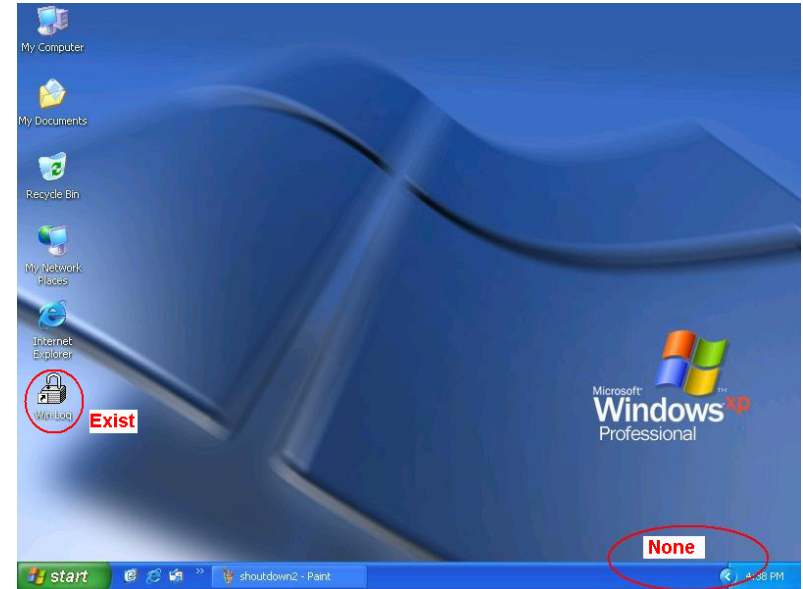 My Computer
My Documents
Recycle Bin
My Network
Places
Internet
Explorer
Win Log
Exist
Microsoft
Windows xp
Professional
None
start
shoutdown2 - Paint
4:38 PM